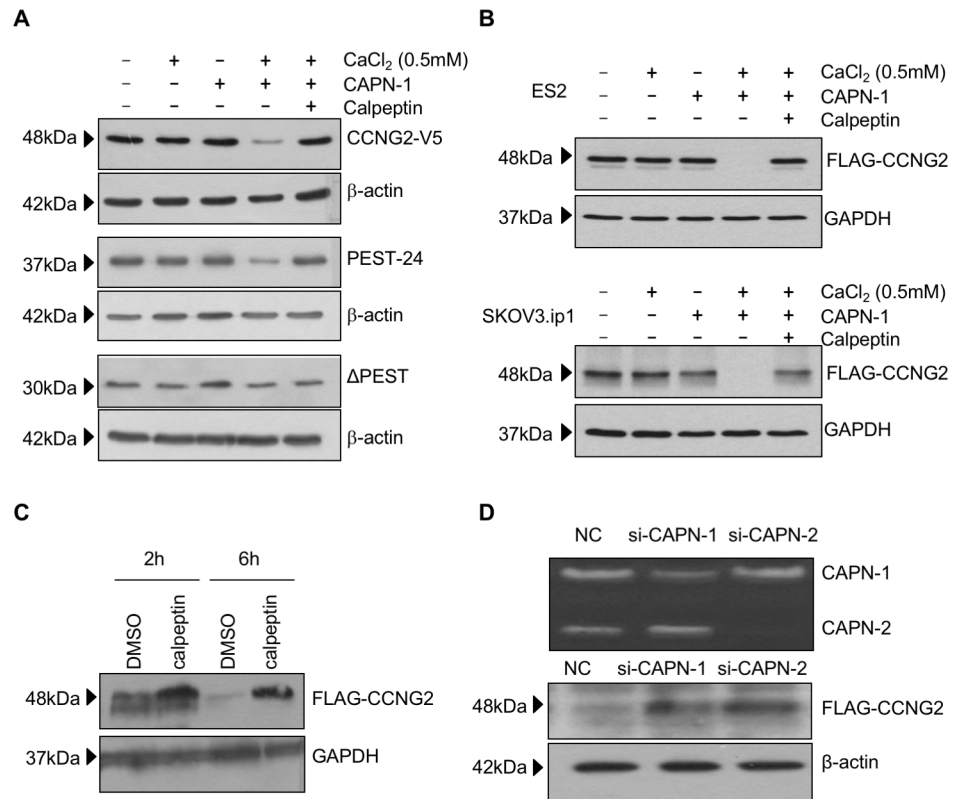 A
– + – + + CaCl₂ (0.5mM)
– – + + + CAPN-1
– – – – + Calpeptin
48kDa CCNG2-V5
42kDa β-actin
37kDa PEST-24
42kDa β-actin
30kDa ΔPEST
42kDa β-actin
B
ES2
– + – + + CaCl₂ (0.5mM)
– – + + + CAPN-1
– – – – + Calpeptin
48kDa FLAG-CCNG2
37kDa GAPDH
SKOV3.ip1
– + – + + CaCl₂ (0.5mM)
– – + + + CAPN-1
– – – – + Calpeptin
48kDa FLAG-CCNG2
37kDa GAPDH
C
2h 6h
DMSO calpeptin DMSO calpeptin
48kDa FLAG-CCNG2
37kDa GAPDH
D
NC si-CAPN-1 si-CAPN-2
CAPN-1
CAPN-2
NC si-CAPN-1 si-CAPN-2
48kDa FLAG-CCNG2
42kDa β-actin